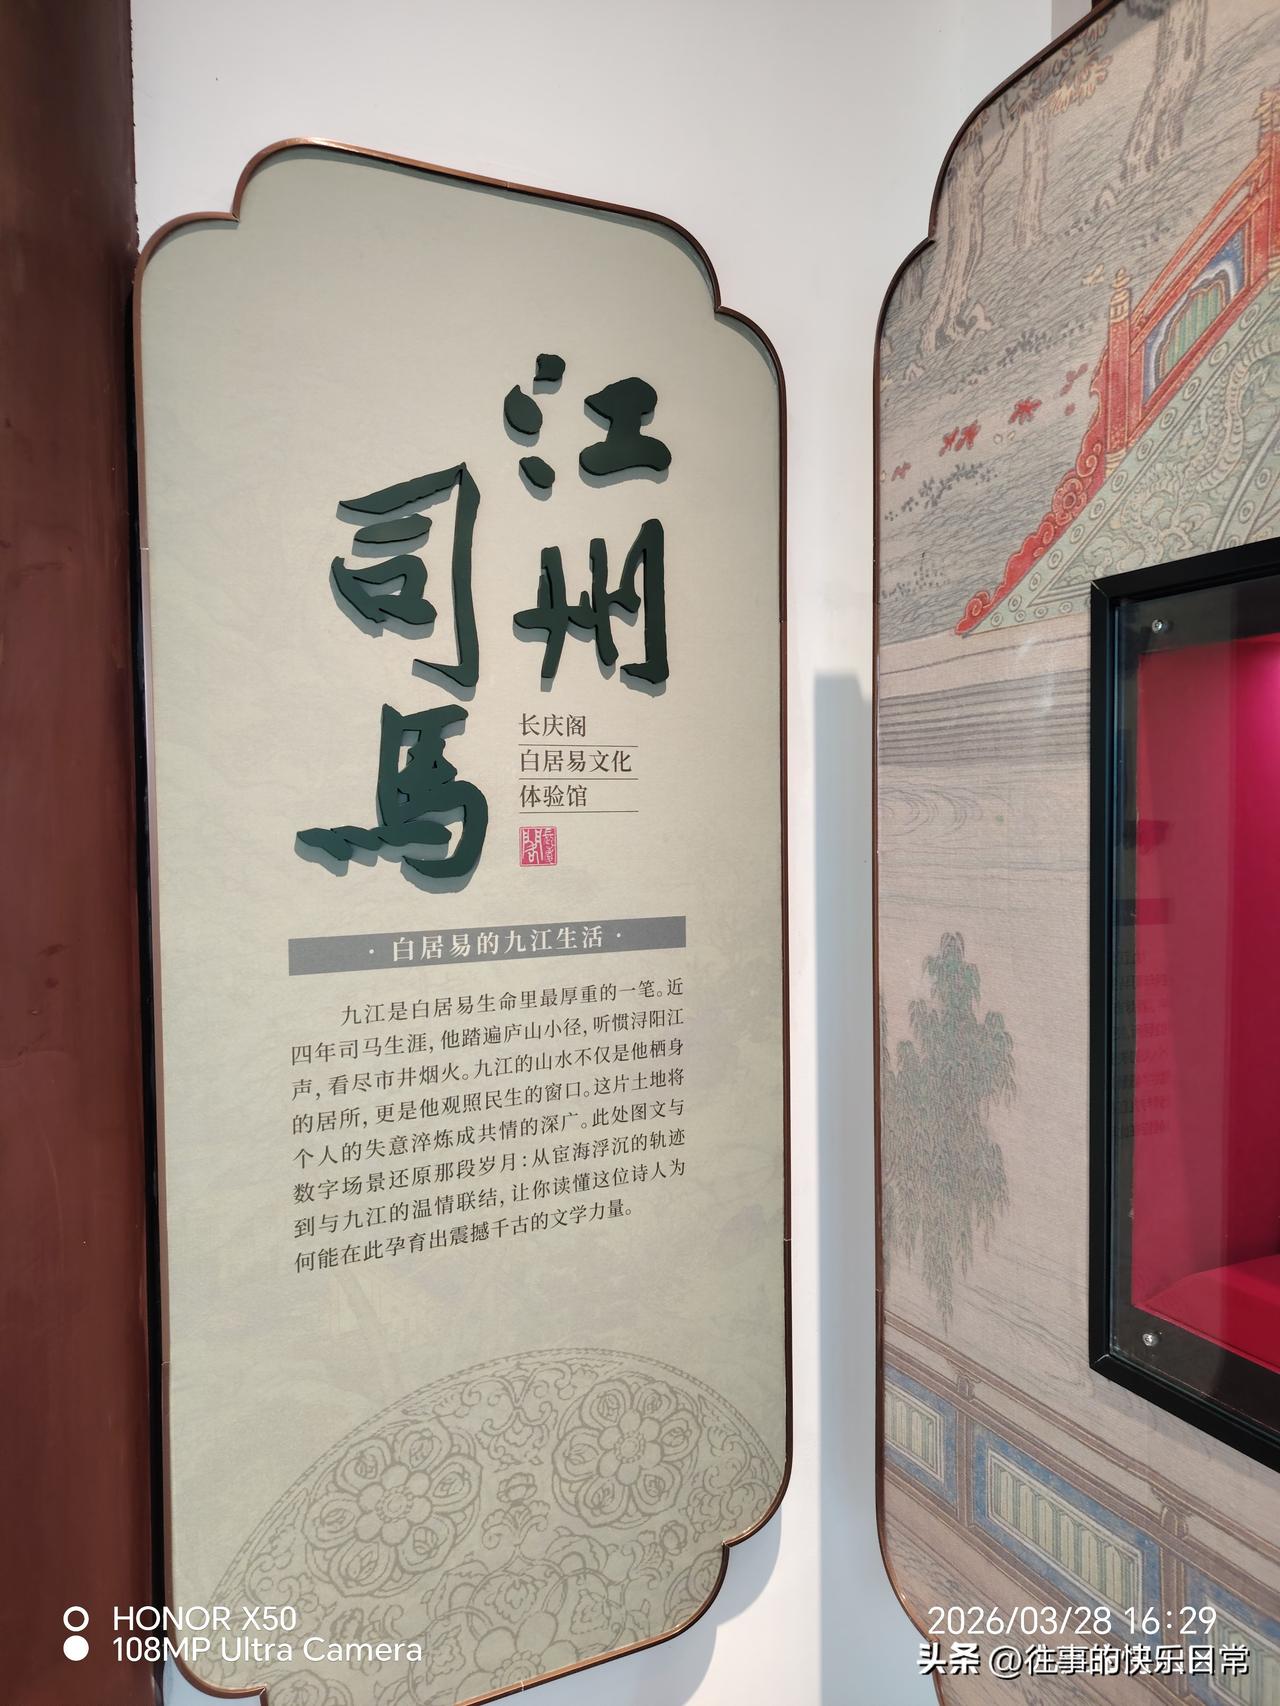 江州
司馬
长庆阁
白居易文化
体验馆
長慶閣
·白居易的九江生活·
九江是白居易生命里最厚重的一笔。近
四年司马生涯，他踏遍庐山小径，听惯浔阳江
声，看尽市井烟火。九江的山水不仅是他栖身
的居所，更是他观照民生的窗口。这片土地将
个人的失意淬炼成共情的深广。此处图文与
数字场景还原那段岁月：从宦海浮沉的轨迹
到与九江的温情联结，让你读懂这位诗人为
何能在此孕育出震撼千古的文学力量。
HONOR X50
108MP Ultra Camera
2026/03/28 16:29
头条 @往事的快乐日常